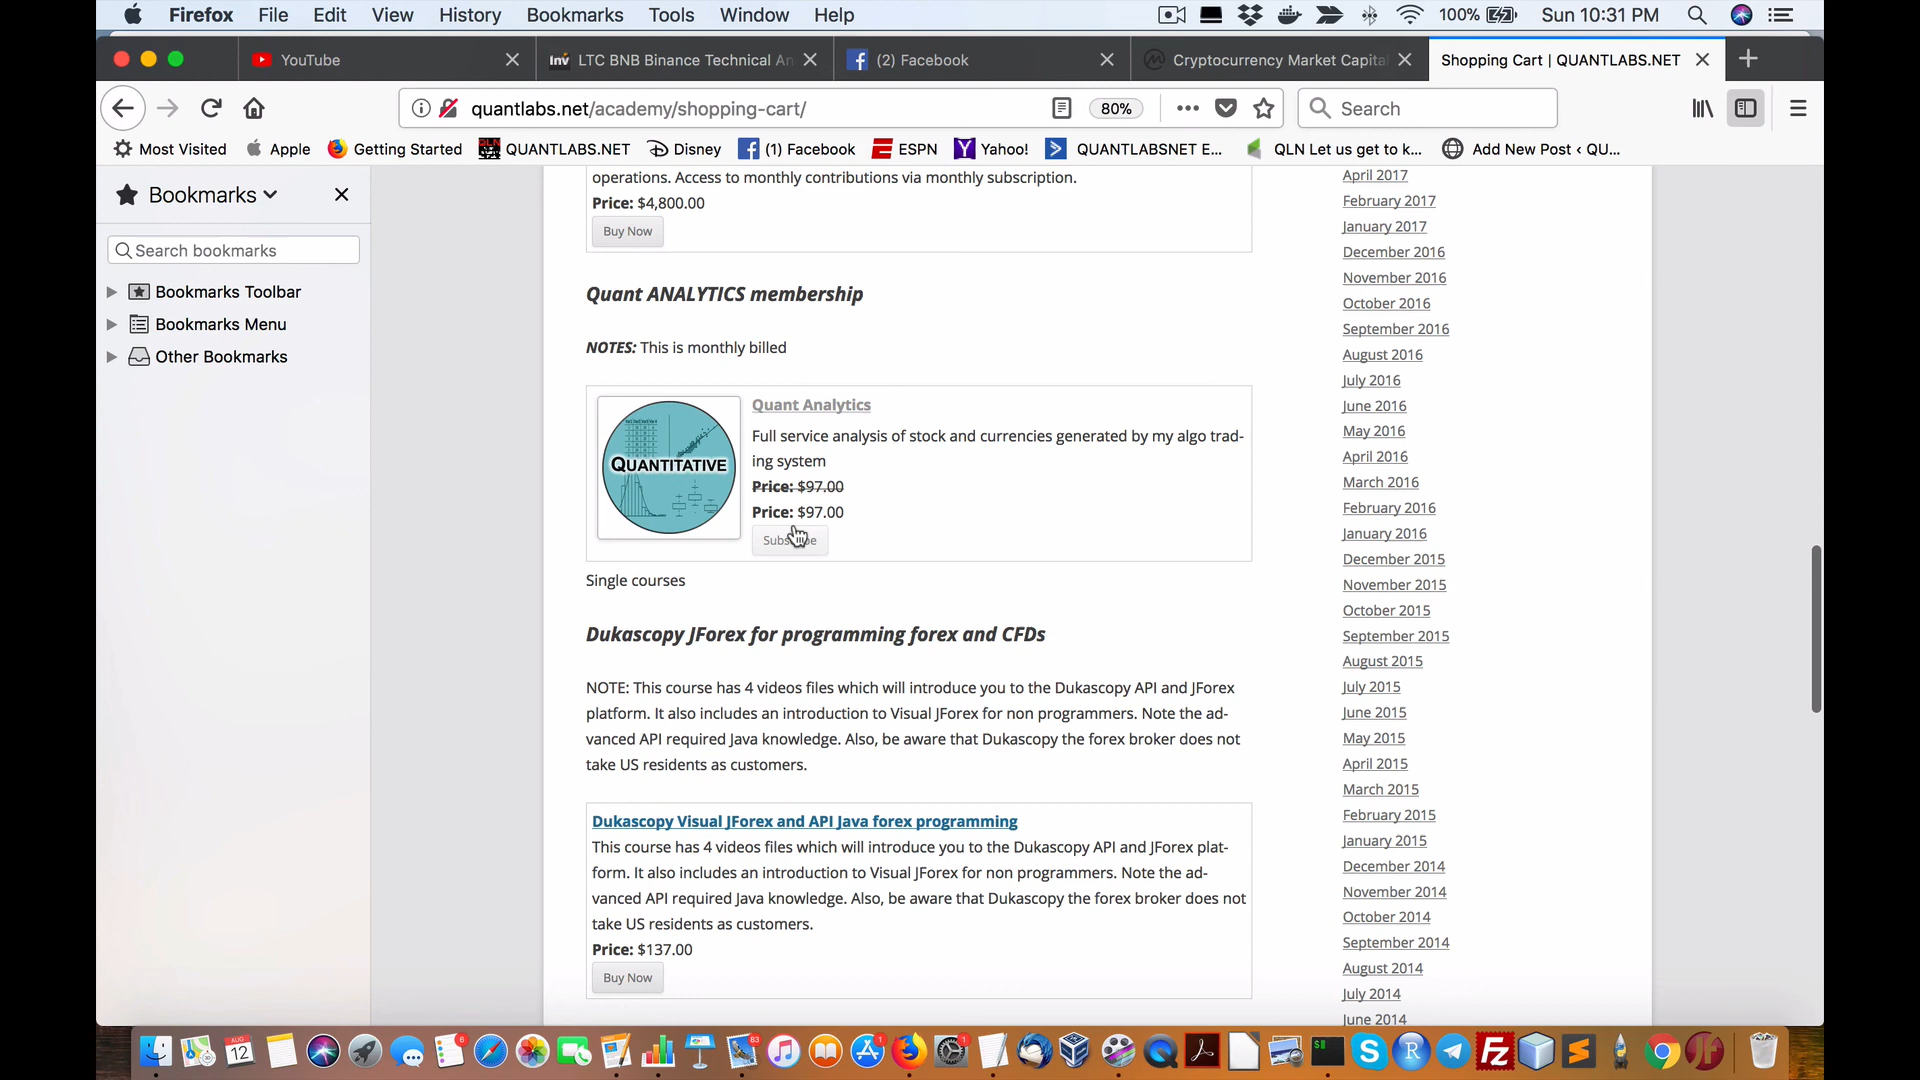 Firefox File Edit View History Bookmarks Tools Window Help 100% Sun 10:31 PM
YouTube
LTC BNB Binance Technical An
(2) Facebook
Cryptocurrency Market Capital
Shopping Cart | QUANTLABS.NET
quantlabs.net/academy/shopping-cart/
80%
Search
Most Visited Apple Getting Started QUANTLABS.NET Disney (1) Facebook ESPN Yahoo! QUANTLABSNET E... QLN Let us get to k... Add New Post ‹ QU...
Bookmarks
Search bookmarks
Bookmarks Toolbar
Bookmarks Menu
Other Bookmarks
operations. Access to monthly contributions via monthly subscription.
Price: $4,800.00
Buy Now
Quant ANALYTICS membership
NOTES: This is monthly billed
QUANTITATIVE
Quant Analytics
Full service analysis of stock and currencies generated by my algo trad-
ing system
Price: $97.00
Price: $97.00
Subscribe
Single courses
Dukascopy JForex for programming forex and CFDs
NOTE: This course has 4 videos files which will introduce you to the Dukascopy API and JForex
platform. It also includes an introduction to Visual JForex for non programmers. Note the ad-
vanced API required Java knowledge. Also, be aware that Dukascopy the forex broker does not
take US residents as customers.
Dukascopy Visual JForex and API Java forex programming
This course has 4 videos files which will introduce you to the Dukascopy API and JForex plat-
form. It also includes an introduction to Visual JForex for non programmers. Note the ad-
vanced API required Java knowledge. Also, be aware that Dukascopy the forex broker does not
take US residents as customers.
Price: $137.00
Buy Now
April 2017
February 2017
January 2017
December 2016
November 2016
October 2016
September 2016
August 2016
July 2016
June 2016
May 2016
April 2016
March 2016
February 2016
January 2016
December 2015
November 2015
October 2015
September 2015
August 2015
July 2015
June 2015
May 2015
April 2015
March 2015
February 2015
January 2015
December 2014
November 2014
October 2014
September 2014
August 2014
July 2014
June 2014